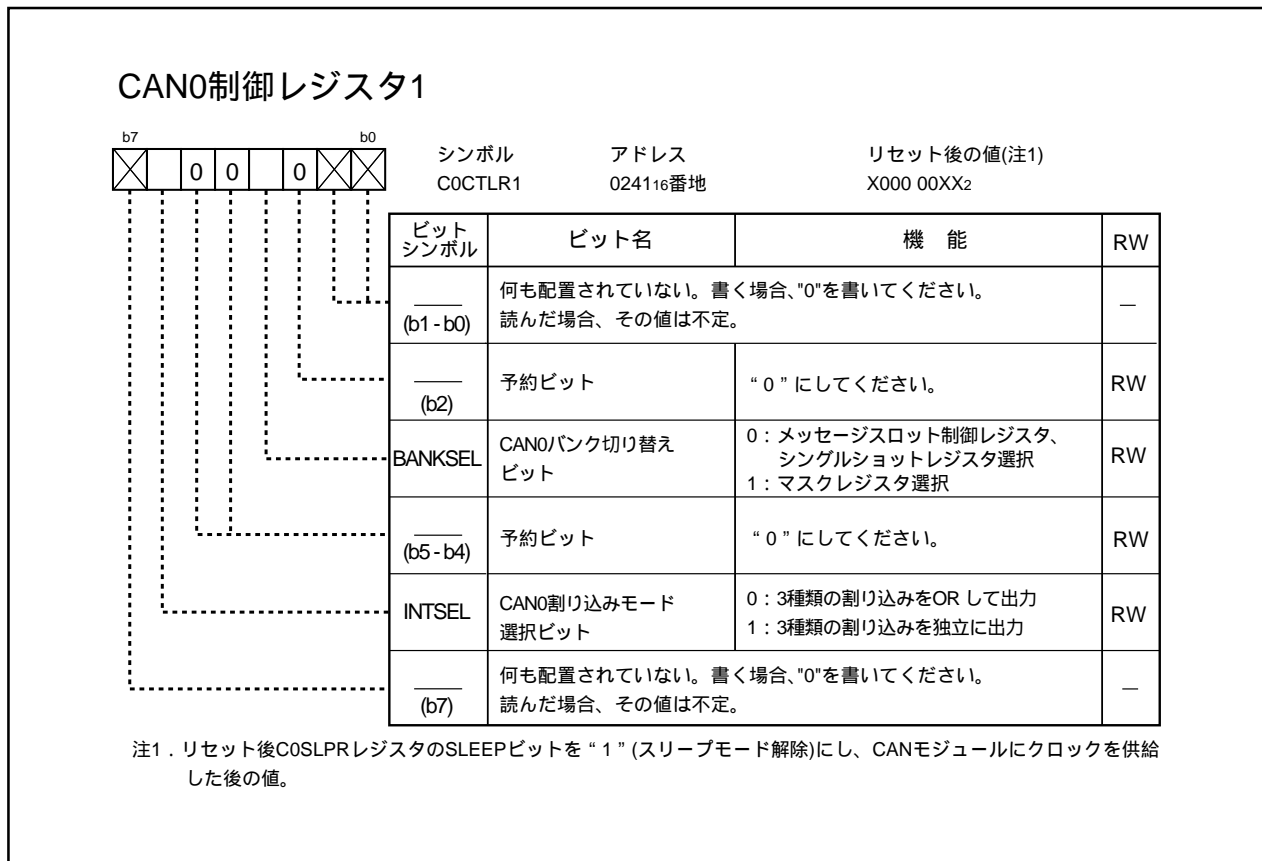 CAN0制御レジスタ1
b7 b0
0 0 0
シンボル アドレス リセット後の値(注1)
C0CTLR1 024116番地 X000 00XX2
ビット
シンボル ビット名 機 能 RW
(b1 - b0) 何も配置されていない。書く場合、"0"を書いてください。
読んだ場合、その値は不定。 —
(b2) 予約ビット “ 0 ” にしてください。 RW
BANKSEL CAN0バンク切り替え
ビット
0 : メッセージスロット制御レジスタ、
シングルショットレジスタ選択
1 : マスクレジスタ選択
RW
(b5 - b4) 予約ビット “ 0 ” にしてください。 RW
INTSEL CAN0割り込みモード
選択ビット
0 : 3種類の割り込みをOR して出力
1 : 3種類の割り込みを独立に出力
RW
(b7) 何も配置されていない。書く場合、"0"を書いてください。
読んだ場合、その値は不定。 —
注1 . リセット後C0SLPRレジスタのSLEEPビットを “ 1 ” (スリープモード解除)にし、CANモジュールにクロックを供給
した後の値。